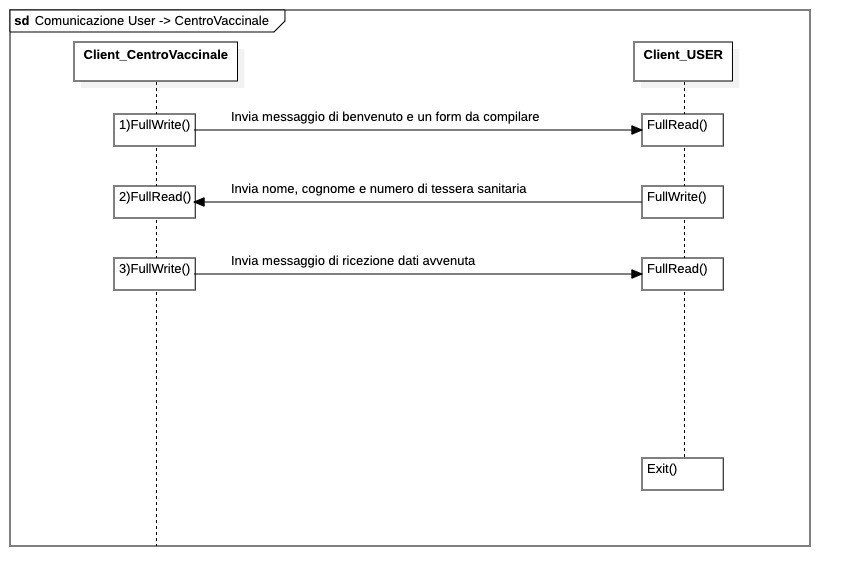 sd Comunicazione User -> CentroVaccinale
Client_CentroVaccinale
Client_USER
1)FullWrite()
Invia messaggio di benvenuto e un form da compilare
FullRead()
2)FullRead()
Invia nome, cognome e numero di tessera sanitaria
FullWrite()
3)FullWrite()
Invia messaggio di ricezione dati avvenuta
FullRead()
Exit()